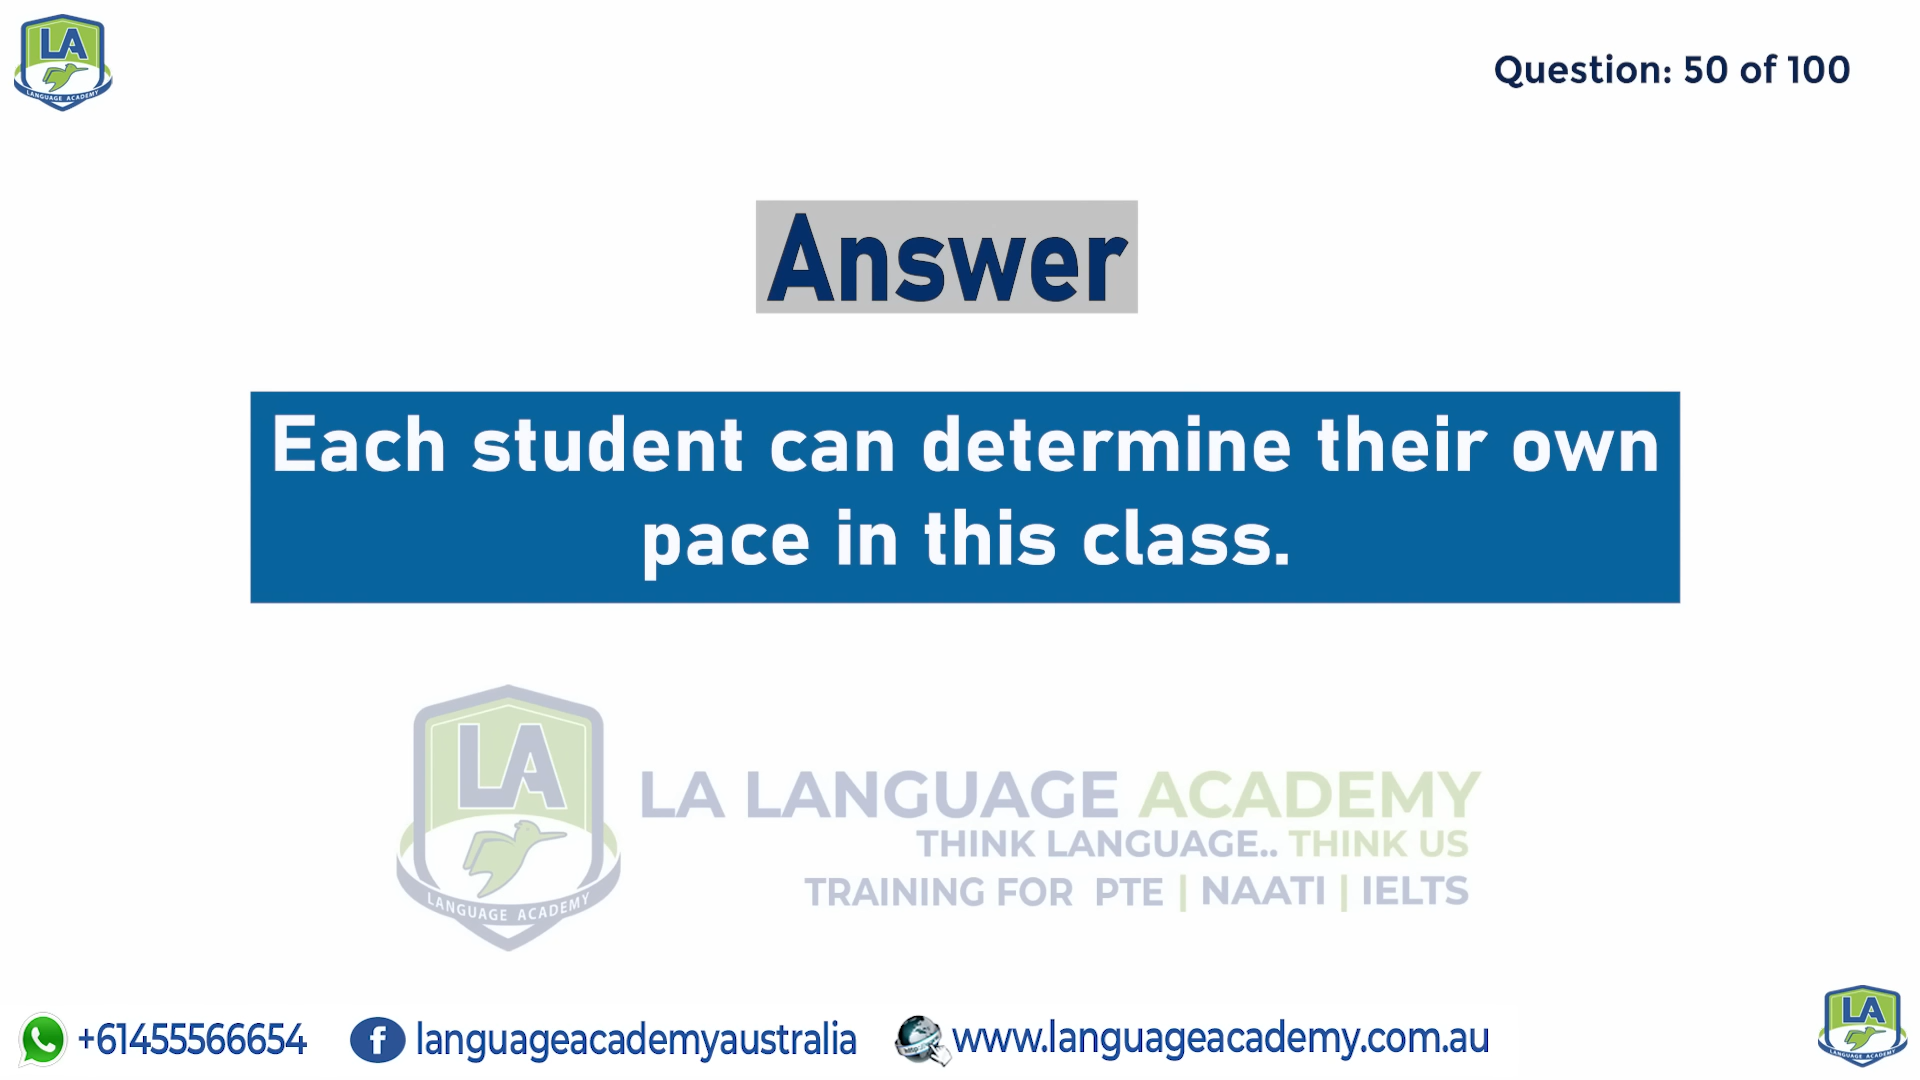 LA
LANGUAGE ACADEMY
Question: 50 of 100
Answer
Each student can determine their own
pace in this class.
LA
LANGUAGE ACADEMY
LA LANGUAGE ACADEMY
THINK LANGUAGE.. THINK US
TRAINING FOR PTE | NAATI | IELTS
+61455566654
languageacademyaustralia
www.languageacademy.com.au
LA
LANGUAGE ACADEMY